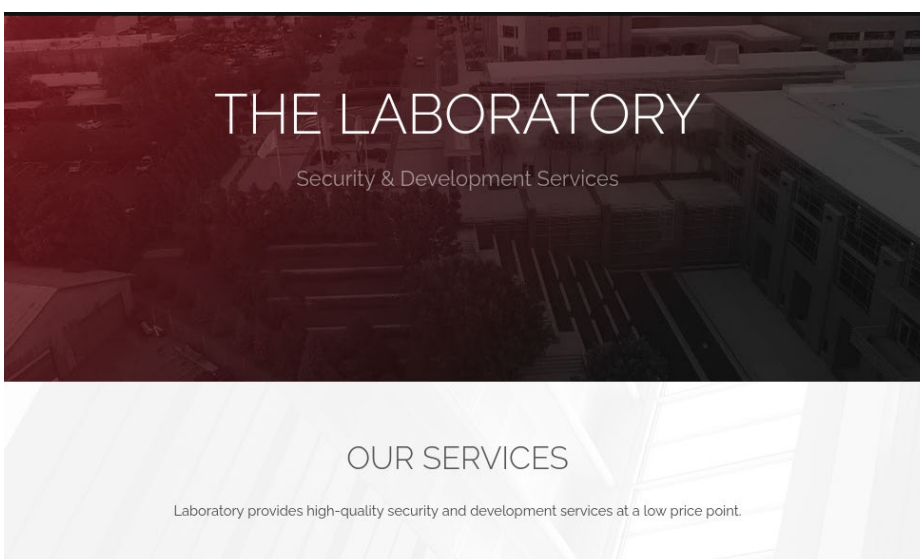 THE LABORATORY
Security & Development Services
OUR SERVICES
Laboratory provides high-quality security and development services at a low price point.